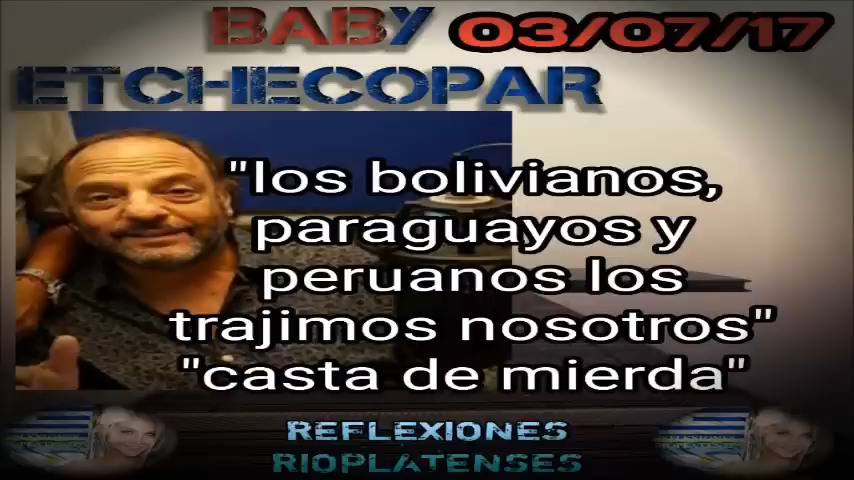 BABY 03/07/17
ETCHECOPAR
"los bolivianos,
paraguayos y
peruanos los
trajimos nosotros"
"casta de mierda"
REFLEXIONES
RIOPLATENSES